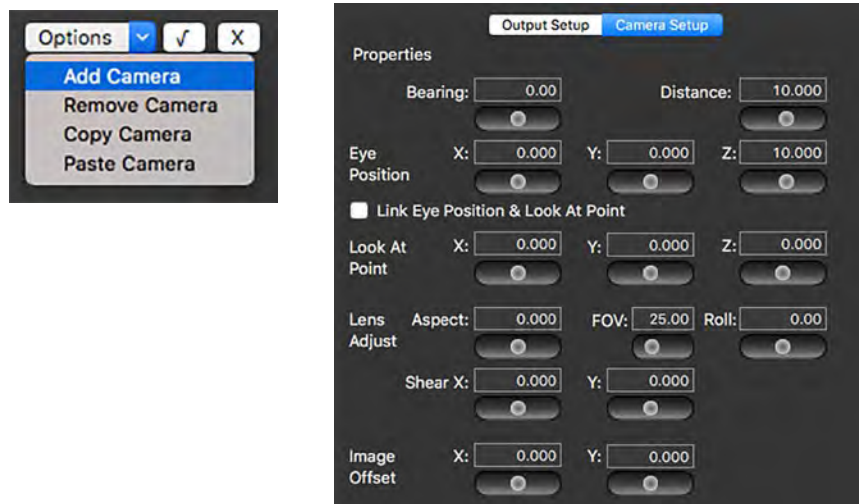 Options √ X
Add Camera
Remove Camera
Copy Camera
Paste Camera
Output Setup Camera Setup
Properties
Bearing: 0.00 Distance: 10.000
Eye Position X: 0.000 Y: 0.000 Z: 10.000
Link Eye Position & Look At Point
Look At Point X: 0.000 Y: 0.000 Z: 0.000
Lens Adjust Aspect: 0.000 FOV: 25.00 Roll: 0.00
Shear X: 0.000 Y: 0.000
Image Offset X: 0.000 Y: 0.000